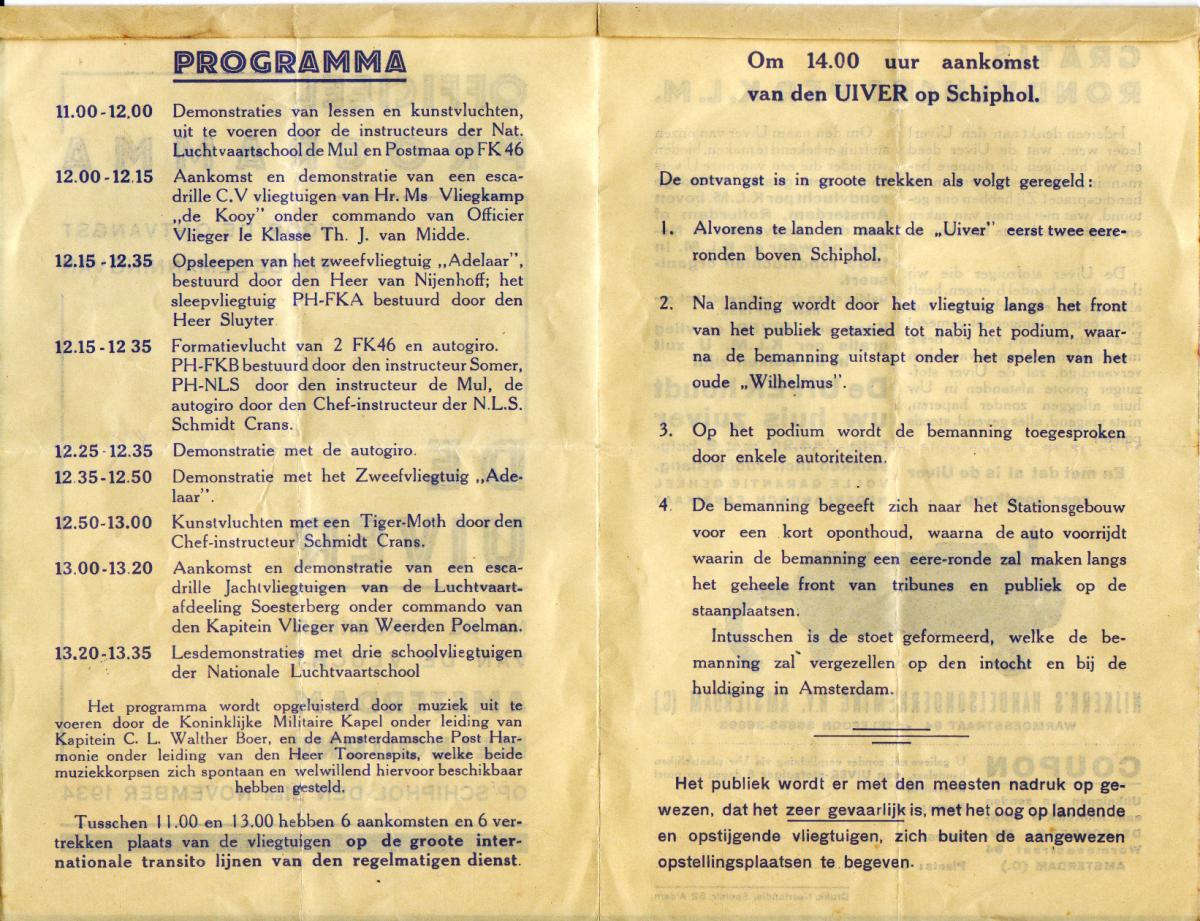 PROGRAMMA
11.00-12.00 Demonstraties van lessen en kunstvluchten,
uit te voeren door de instructeurs der Nat.
Luchtvaartschool de Mul en Postmaa op FK 46
12.00-12.15 Aankomst en demonstratie van een esca-
drille C.V vliegtuigen van Hr. Ms Vliegkamp
„de Kooy” onder commando van Officier
Vlieger 1e Klasse Th. J. van Midde.
12.15 - 12.35 Opsleepen van het zweefvliegtuig „Adelaar”,
bestuurd door den Heer van Nijenhoff; het
sleepvliegtuig PH-FKA bestuurd door den
Heer Sluyter
12.15 - 12 35 Formatievlucht van 2 FK46 en autogiro.
PH-FKB bestuurd door den instructeur Somer,
PH-NLS door den instructeur de Mul, de
autogiro door den Chef-instructeur der N.L.S.
Schmidt Crans.
12.25 - 12.35 Demonstratie met de autogiro.
12.35-12.50 Demonstratie met het Zweefvliegtuig „Ade-
laar”.
12.50-13.00 Kunstvluchten met een Tiger-Moth door den
Chef-instructeur Schmidt Crans.
13.00-13.20 Aankomst en demonstratie van een esca-
drille Jachtvliegtuigen van de Luchtvaart-
afdeeling Soesterberg onder commando van
den Kapitein Vlieger van Weerden Poelman.
13.20-13.35 Lesdemonstraties met drie schoolvliegtuigen
der Nationale Luchtvaartschool
Het programma wordt opgeluisterd door muziek uit te
voeren door de Koninklijke Militaire Kapel onder leiding van
Kapitein C. L. Walther Boer, en de Amsterdamsche Post Har-
monie onder leiding van den Heer Toorenspits, welke beide
muziekkorpsen zich spontaan en welwillend hiervoor beschikbaar
hebben gesteld.
Tusschen 11.00 en 13.00 hebben 6 aankomsten en 6 ver-
trekken plaats van de vliegtuigen op de groote inter-
nationale transito lijnen van den regelmatigen dienst.
Om 14.00 uur aankomst
van den UIVER op Schiphol.
De ontvangst is in groote trekken als volgt geregeld:
1. Alvorens te landen maakt de „Uiver” eerst twee eere-
ronden boven Schiphol.
2. Na landing wordt door het vliegtuig langs het front
van het publiek getaxied tot nabij het podium, waar-
na de bemanning uitstapt onder het spelen van het
oude „Wilhelmus”.
3. Op het podium wordt de bemanning toegesproken
door enkele autoriteiten.
4. De bemanning begeeft zich naar het Stationsgebouw
voor een kort oponthoud, waarna de auto voorrijdt
waarin de bemanning een eere-ronde zal maken langs
het geheele front van tribunes en publiek op de
staanplaatsen.
Intusschen is de stoet geformeerd, welke de be-
manning zal vergezellen op den intocht en bij de
huldiging in Amsterdam.
Het publiek wordt er met den meesten nadruk op ge-
wezen, dat het zeer gevaarlijk is, met het oog op landende
en opstijgende vliegtuigen, zich buiten de aangewezen
opstellingsplaatsen te begeven.